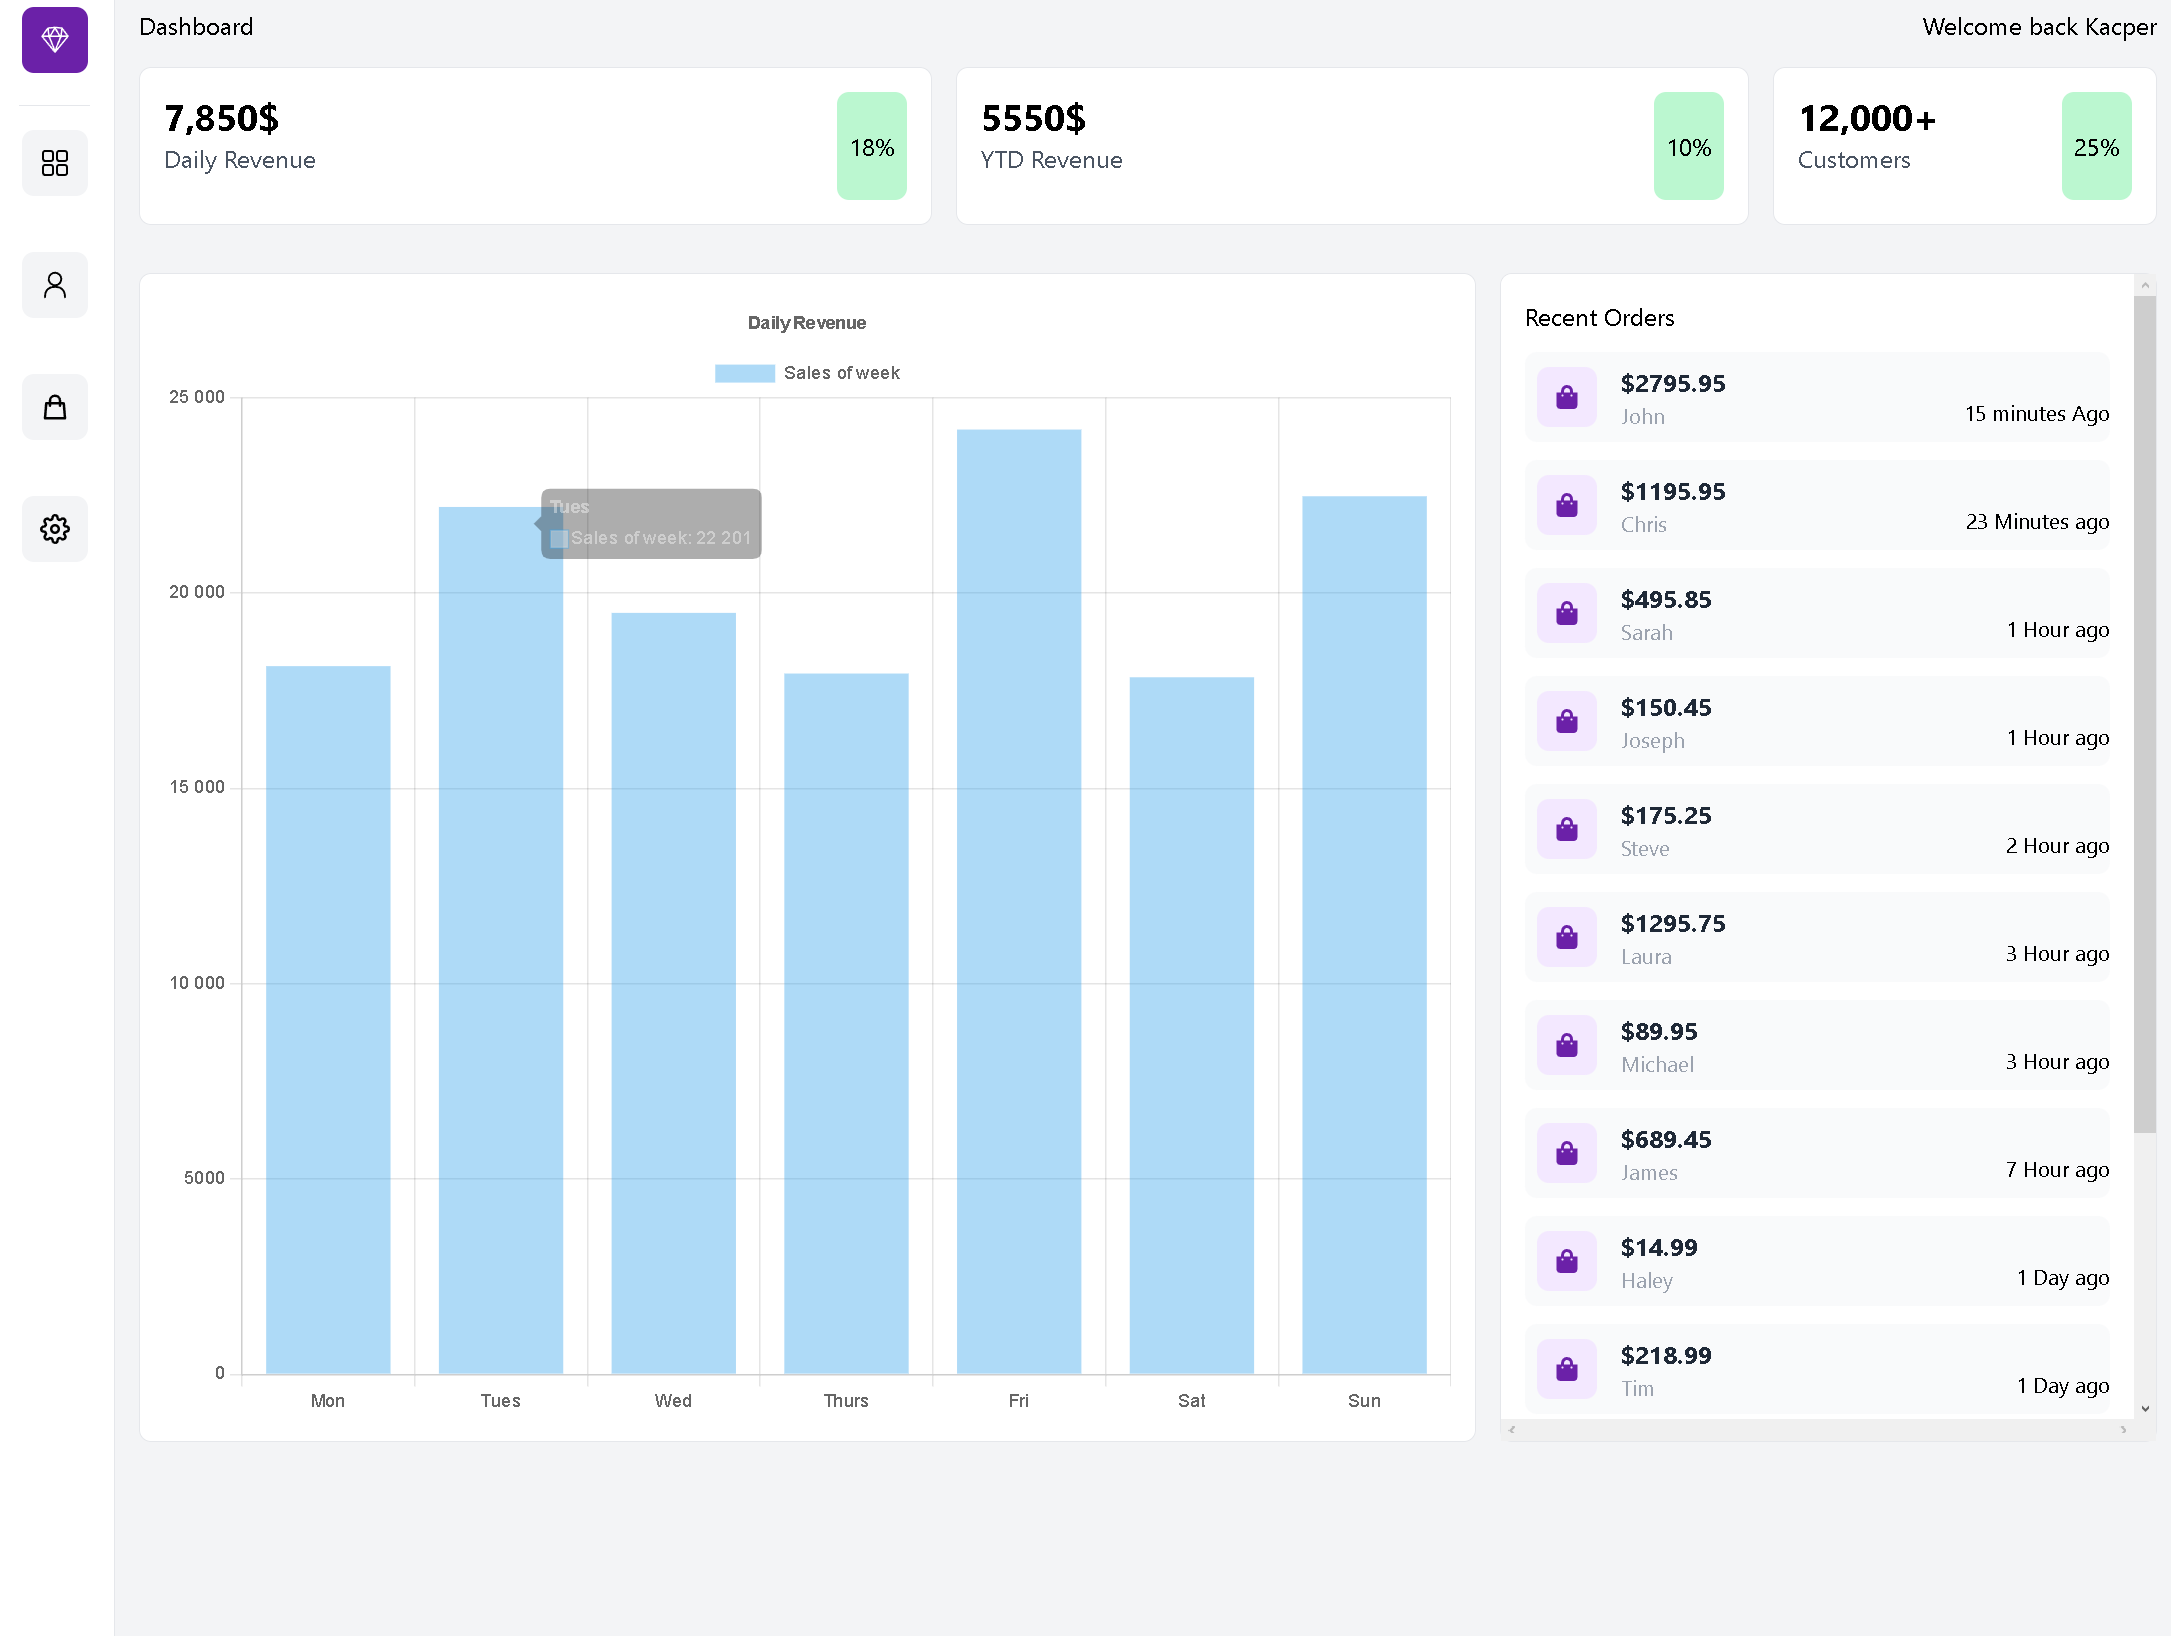 Dashboard
Welcome back Kacper
7,850$
Daily Revenue
18%
5550$
YTD Revenue
10%
12,000+
Customers
25%
Daily Revenue
Sales of week
25 000
20 000
15 000
10 000
5000
0
Tues
Sales of week: 22 201
Mon
Tues
Wed
Thurs
Fri
Sat
Sun
Recent Orders
$2795.95
John
15 minutes Ago
$1195.95
Chris
23 Minutes ago
$495.85
Sarah
1 Hour ago
$150.45
Joseph
1 Hour ago
$175.25
Steve
2 Hour ago
$1295.75
Laura
3 Hour ago
$89.95
Michael
3 Hour ago
$689.45
James
7 Hour ago
$14.99
Haley
1 Day ago
$218.99
Tim
1 Day ago